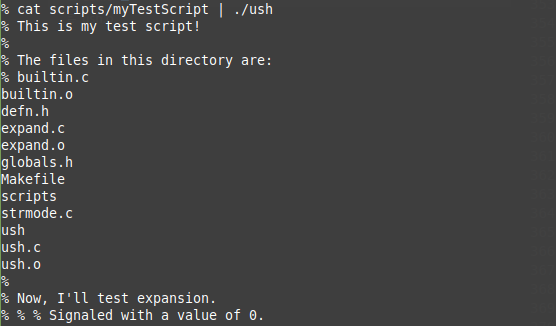 % cat scripts/myTestScript | ./ush
% This is my test script!
%
% The files in this directory are:
% builtin.c
builtin.o
defn.h
expand.c
expand.o
globals.h
Makefile
scripts
strmode.c
ush
ush.c
ush.o
%
% Now, I'll test expansion.
% % % Signaled with a value of 0.